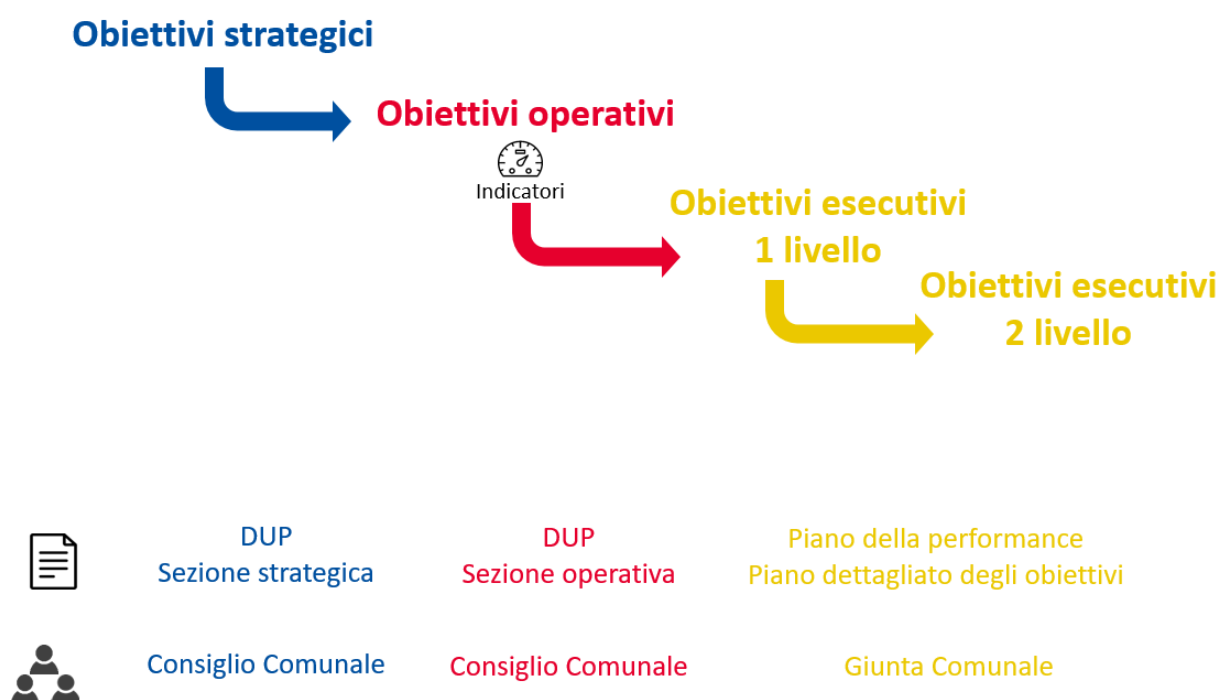 Obiettivi strategici
Obiettivi operativi
Indicatori
Obiettivi esecutivi
1 livello
Obiettivi esecutivi
2 livello
DUP
Sezione strategica
DUP
Sezione operativa
Piano della performance
Piano dettagliato degli obiettivi
Consiglio Comunale
Consiglio Comunale
Giunta Comunale